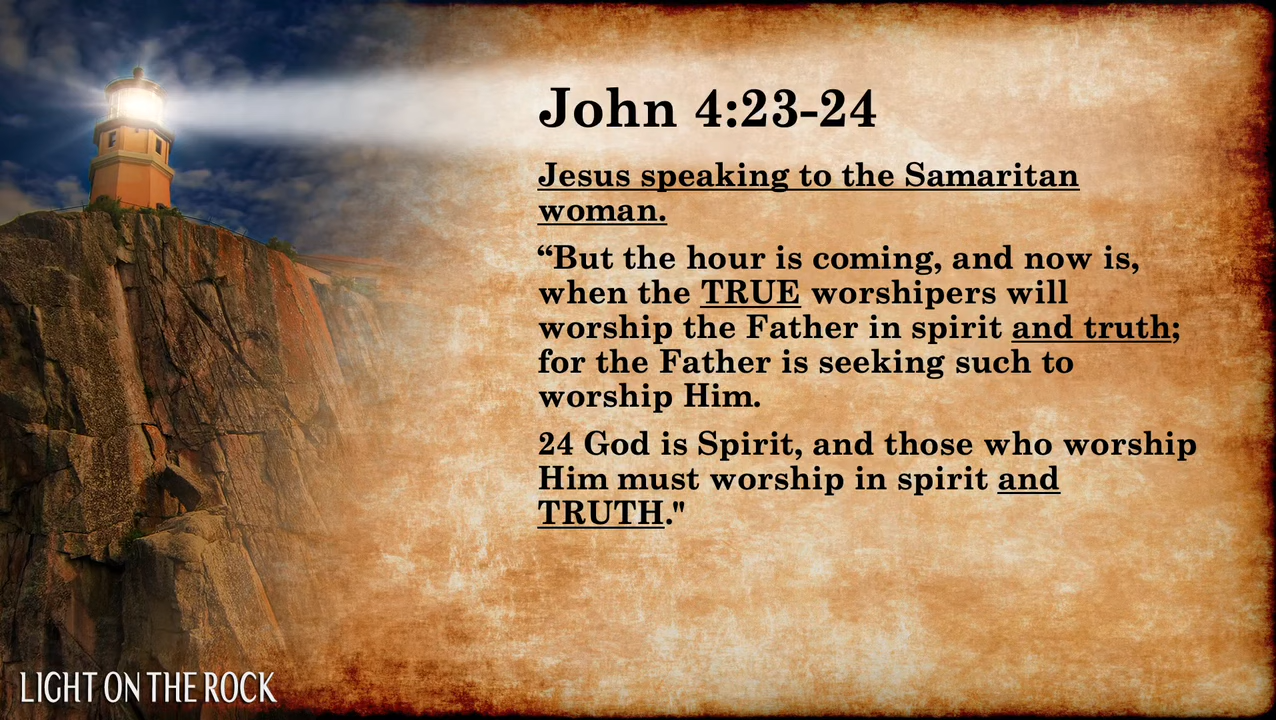 John 4:23-24
Jesus speaking to the Samaritan
woman.
“But the hour is coming, and now is,
when the TRUE worshipers will
worship the Father in spirit and truth;
for the Father is seeking such to
worship Him.
24 God is Spirit, and those who worship
Him must worship in spirit and
TRUTH."
LIGHT ON THE ROCK